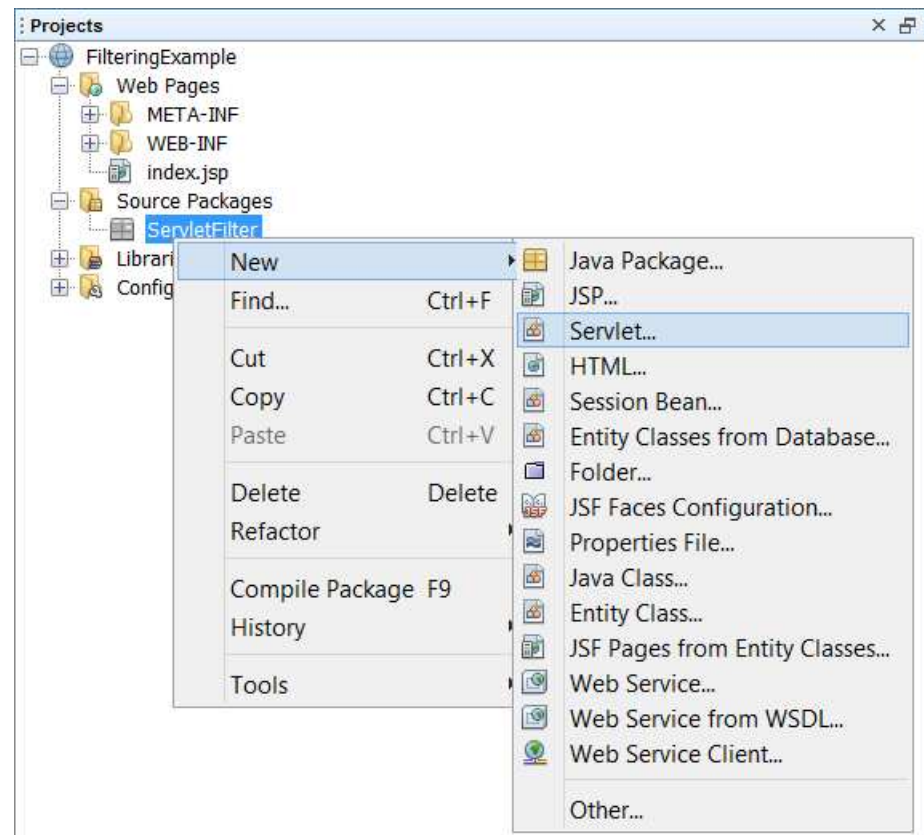 Projects
FilteringExample
Web Pages
META-INF
WEB-INF
index.jsp
Source Packages
ServletFilter
Librari
Config
New
Find... Ctrl+F
Cut Ctrl+X
Copy Ctrl+C
Paste Ctrl+V
Delete Delete
Refactor
Compile Package F9
History
Tools
Java Package...
JSP...
Servlet...
HTML...
Session Bean...
Entity Classes from Database...
Folder...
JSF Faces Configuration...
Properties File...
Java Class...
Entity Class...
JSF Pages from Entity Classes...
Web Service...
Web Service from WSDL...
Web Service Client...
Other...